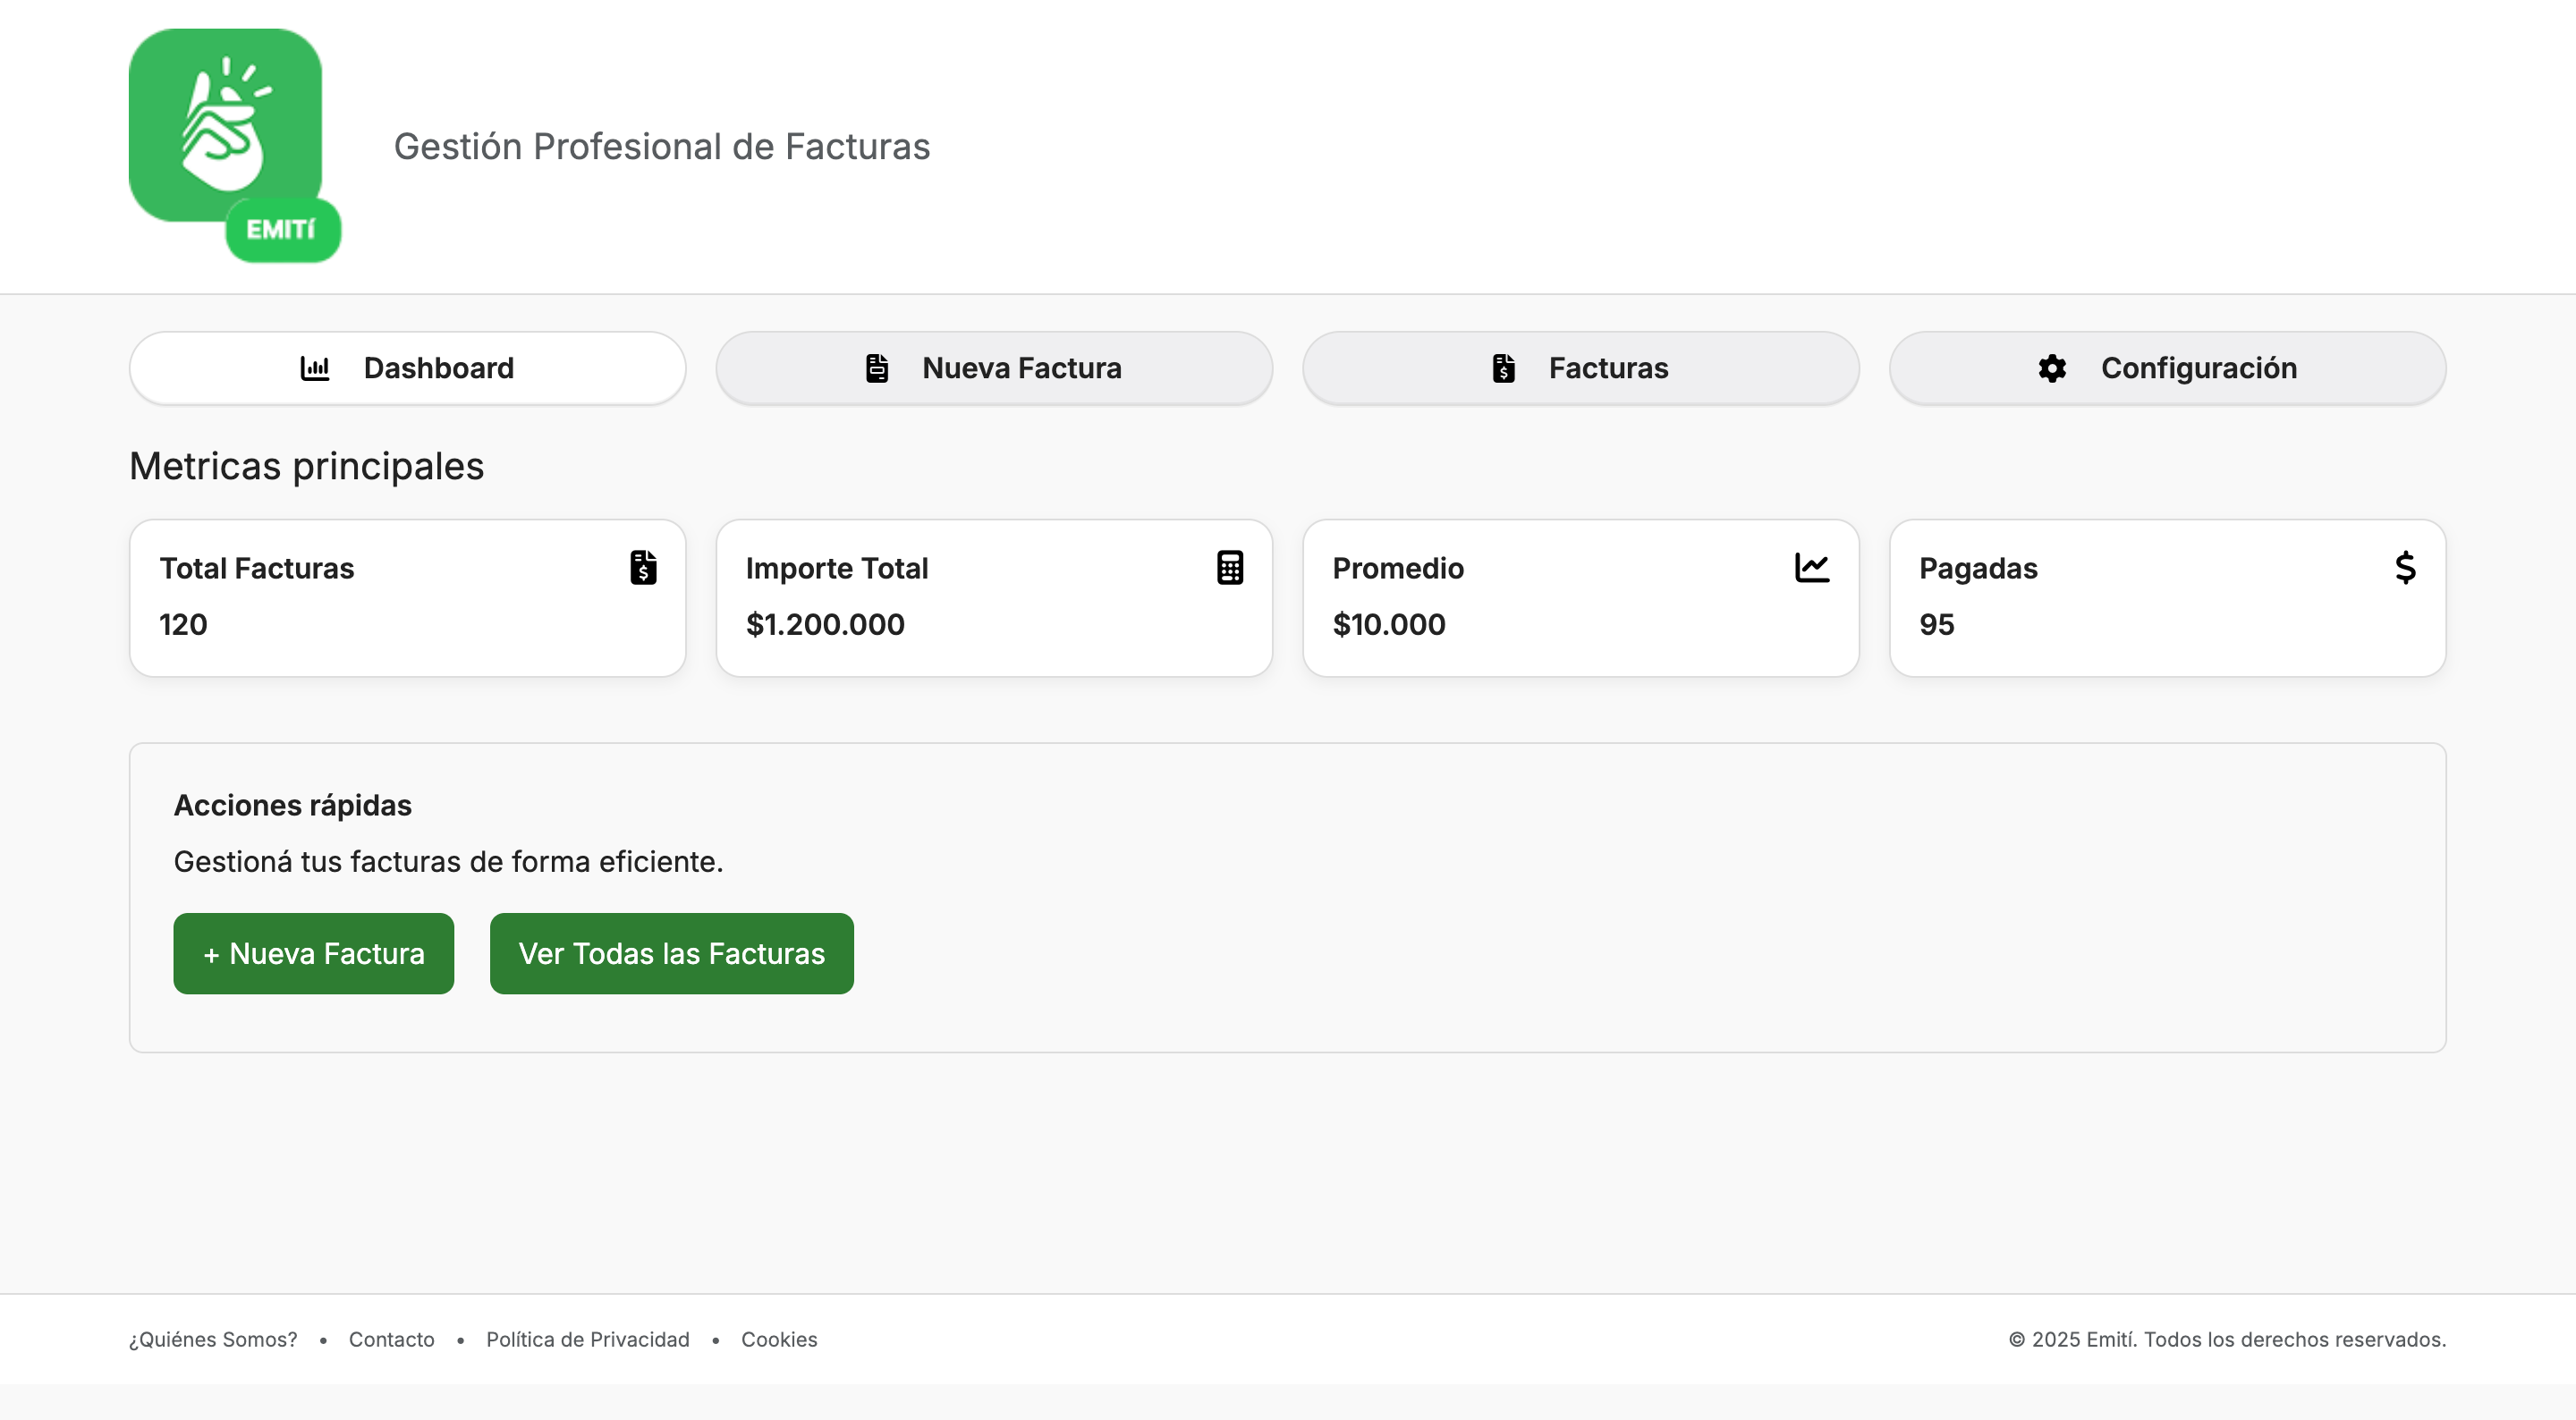 EMITÍ
Gestión Profesional de Facturas
Dashboard
Nueva Factura
Facturas
Configuración
Metricas principales
Total Facturas
120
Importe Total
$1.200.000
Promedio
$10.000
Pagadas
95
Acciones rápidas
Gestioná tus facturas de forma eficiente.
+ Nueva Factura
Ver Todas las Facturas
¿Quiénes Somos? • Contacto • Política de Privacidad • Cookies
© 2025 Emití. Todos los derechos reservados.